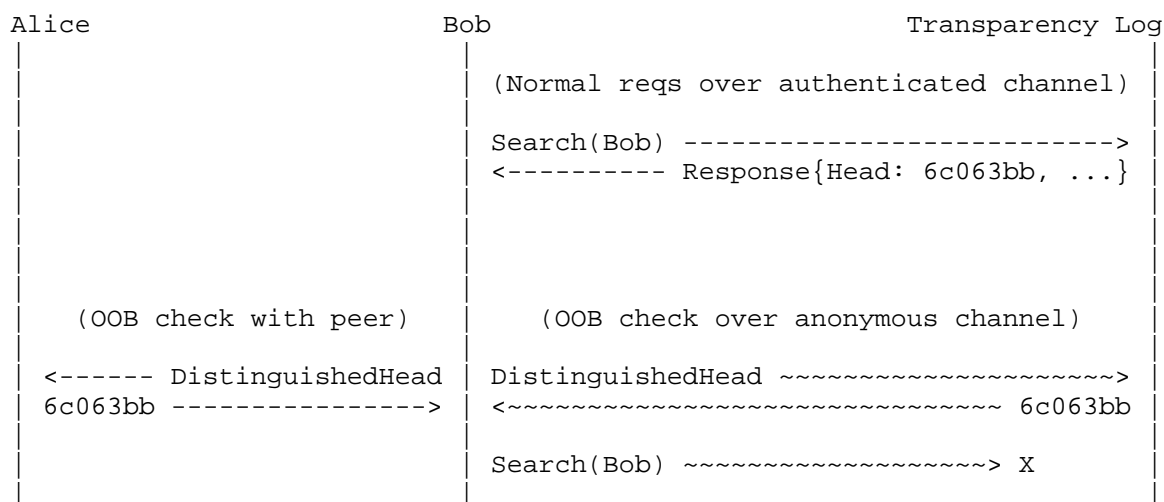 Alice Bob Transparency Log
(Normal reqs over authenticated channel)
Search(Bob) --------------------------->
<---------- Response{Head: 6c063bb, ...}
(OOB check with peer) (OOB check over anonymous channel)
<------ DistinguishedHead DistinguishedHead ~~~~~~~~~~~~~~~~~~~~~>
6c063bb ----------------> <~~~~~~~~~~~~~~~~~~~~~~~~~~~~~~~ 6c063bb
Search(Bob) ~~~~~~~~~~~~~~~~~~~> X